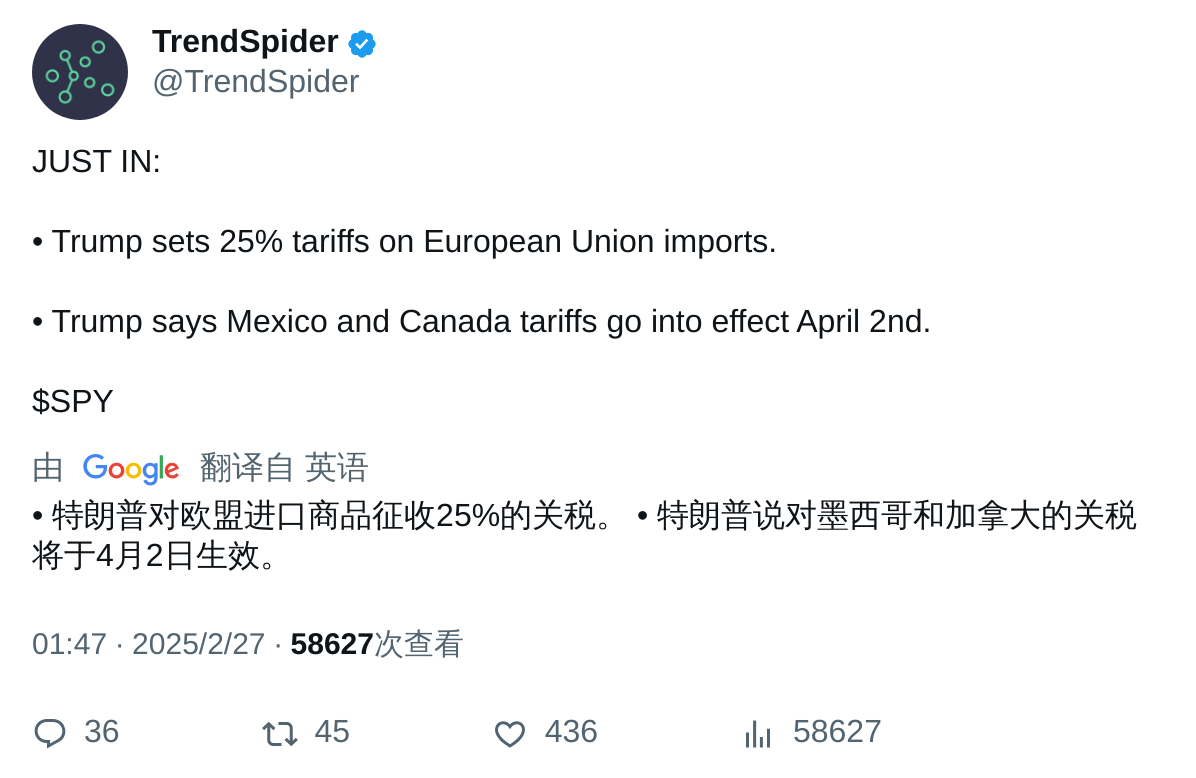 TrendSpider
@TrendSpider
JUST IN:
• Trump sets 25% tariffs on European Union imports.
• Trump says Mexico and Canada tariffs go into effect April 2nd.
$SPY
由 Google 翻译自 英语
• 特朗普对欧盟进口商品征收25%的关税。 • 特朗普说对墨西哥和加拿大的关税
将于4月2日生效。
01:47 · 2025/2/27 · 58627次查看
36 45 436 58627